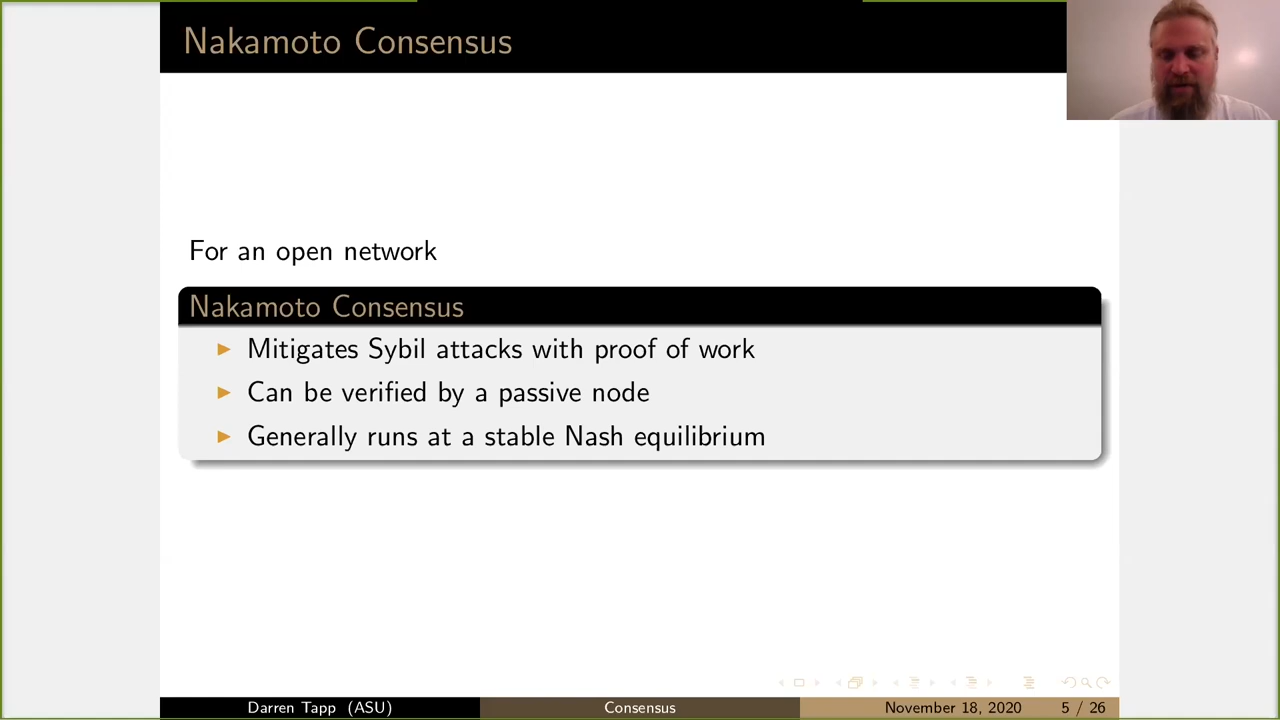 Nakamoto Consensus
For an open network
Nakamoto Consensus
Mitigates Sybil attacks with proof of work
Can be verified by a passive node
Generally runs at a stable Nash equilibrium
Darren Tapp (ASU)
Consensus
November 18, 2020
5 / 26